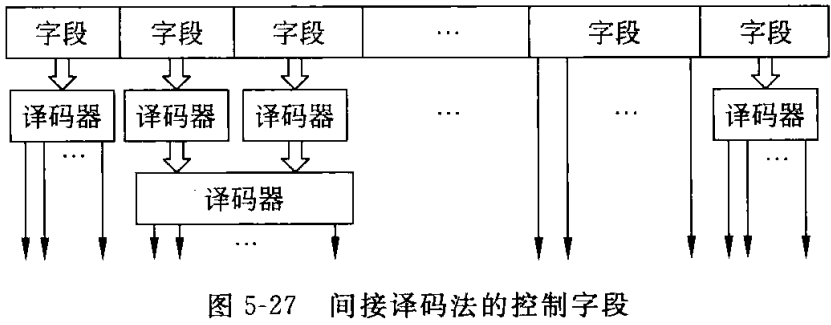 字段 字段 字段 … 字段 字段
译码器 译码器 译码器 … … 译码器
… …
译码器
…
图 5-27 间接译码法的控制字段